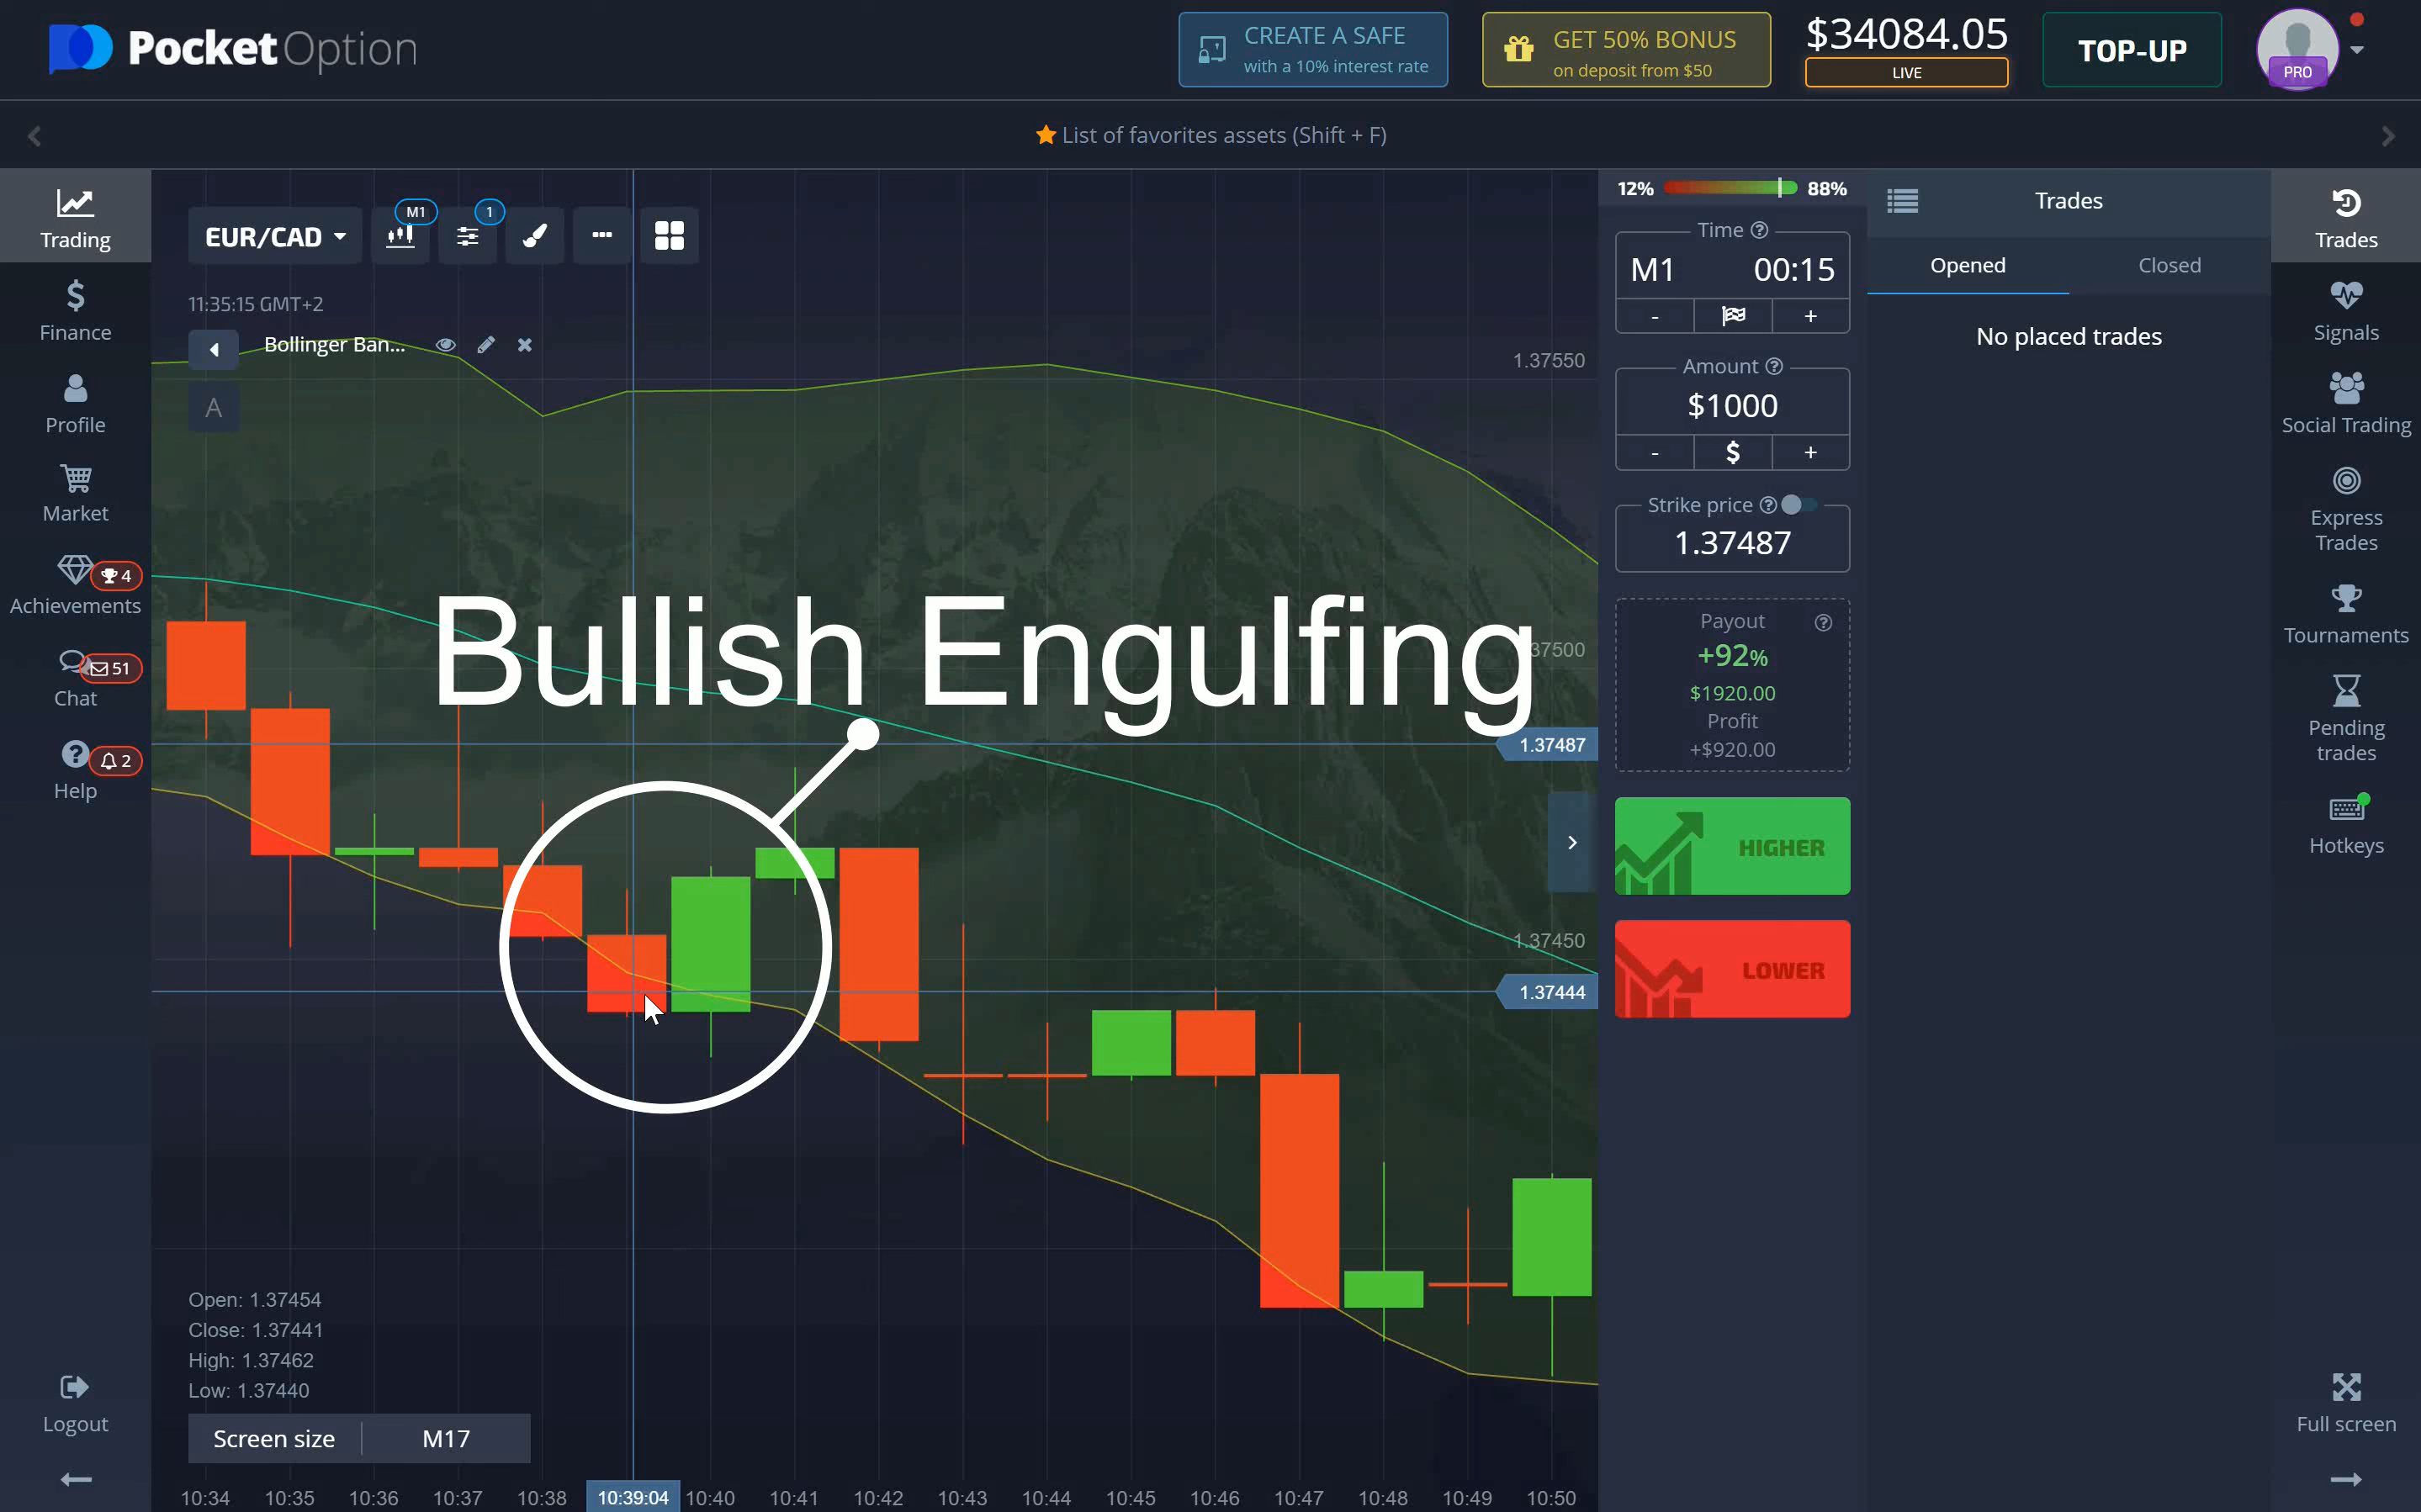 PocketOption
CREATE A SAFE
with a 10% interest rate
GET 50% BONUS
on deposit from $50
$34084.05
LIVE
TOP-UP
PRO
List of favorites assets (Shift + F)
Trading
Finance
Profile
Market
4
Achievements
51
Chat
2
Help
Logout
EUR/CAD
M1
1
11:35:15 GMT+2
Bollinger Ban...
A
Bullish Engulfing
1.37550
37500
1.37487
1.37450
1.37444
Open: 1.37454
Close: 1.37441
High: 1.37462
Low: 1.37440
Screen size M17
10:34 10:35 10:36 10:37 10:38 10:39:04 10:40 10:41 10:42 10:43 10:44 10:45 10:46 10:47 10:48 10:49 10:50
12% 88%
Time
M1 00:15
- +
Amount
$1000
- $ +
Strike price
1.37487
Payout
+92%
$1920.00
Profit
+$920.00
HIGHER
LOWER
Trades
Opened Closed
No placed trades
Trades
Signals
Social Trading
Express
Trades
Tournaments
Pending
trades
Hotkeys
Full screen